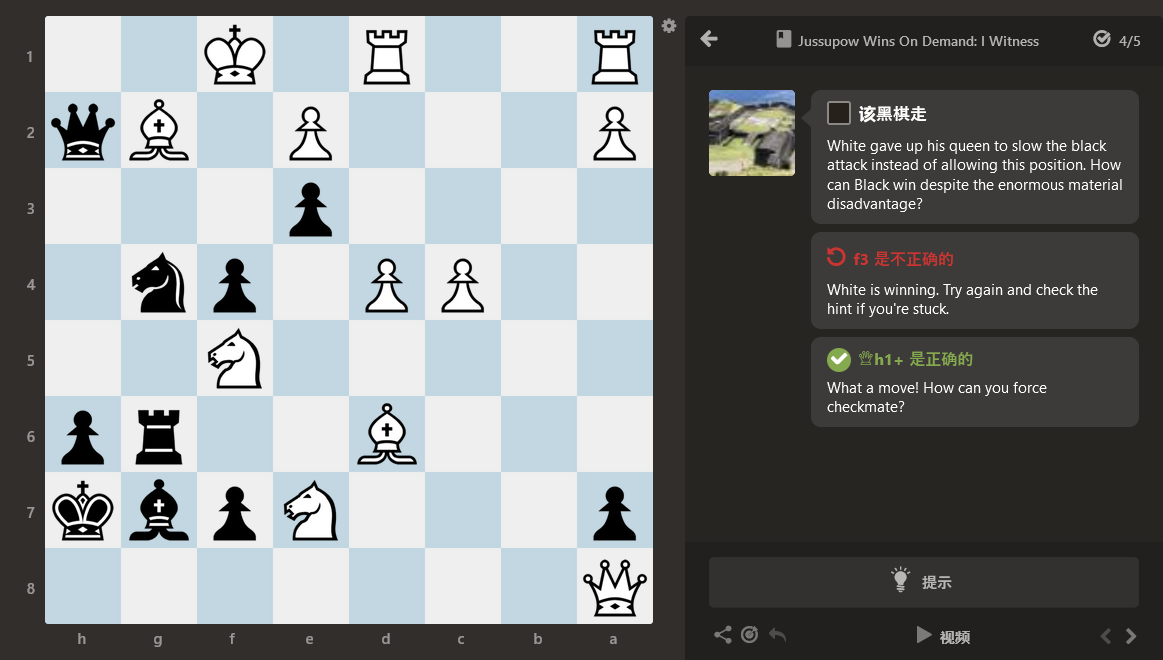 Jussupow Wins On Demand: I Witness
4/5
该黑棋走
White gave up his queen to slow the black
attack instead of allowing this position. How
can Black win despite the enormous material
disadvantage?
f3 是不正确的
White is winning. Try again and check the
hint if you're stuck.
♕h1+ 是正确的
What a move! How can you force
checkmate?
提示
视频
1
2
3
4
5
6
7
8
h g f e d c b a